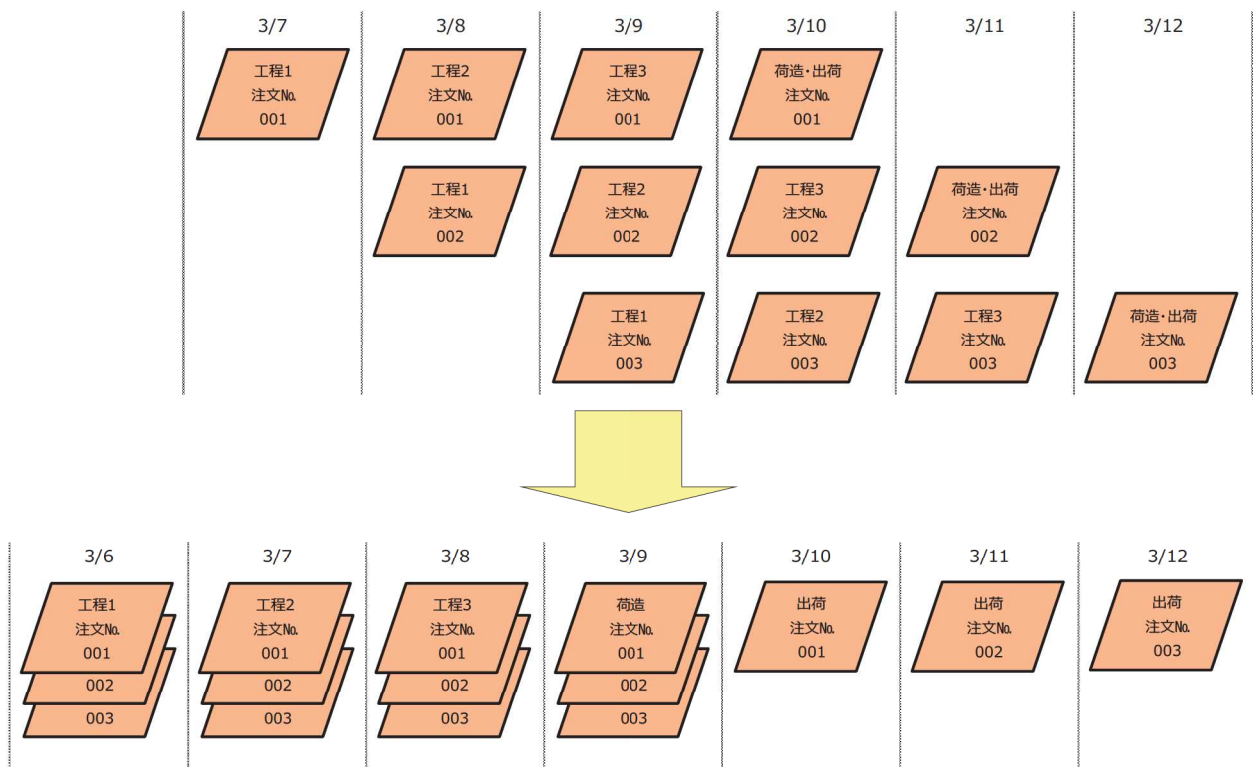 3/7
3/8
3/9
3/10
3/11
3/12
工程1
注文№
001
工程2
注文№
001
工程3
注文№
001
荷造・出荷
注文№
001
工程1
注文№
002
工程2
注文№
002
工程3
注文№
002
荷造・出荷
注文№
002
工程1
注文№
003
工程2
注文№
003
工程3
注文№
003
荷造・出荷
注文№
003
3/6
3/7
3/8
3/9
3/10
3/11
3/12
工程1
注文№
001
002
003
工程2
注文№
001
002
003
工程3
注文№
001
002
003
荷造
注文№
001
002
003
出荷
注文№
001
出荷
注文№
002
出荷
注文№
003